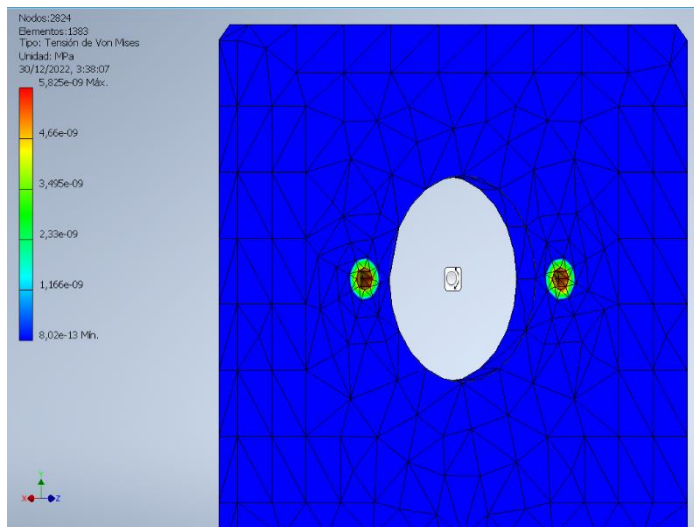 Nodos:2824
Elementos:1383
Tipo: Tensión de Von Mises
Unidad: MPa
30/12/2022, 3:38:07
5,825e-09 Máx.
4,66e-09
3,495e-09
2,33e-09
1,166e-09
8,02e-13 Mín.
Y
X Z